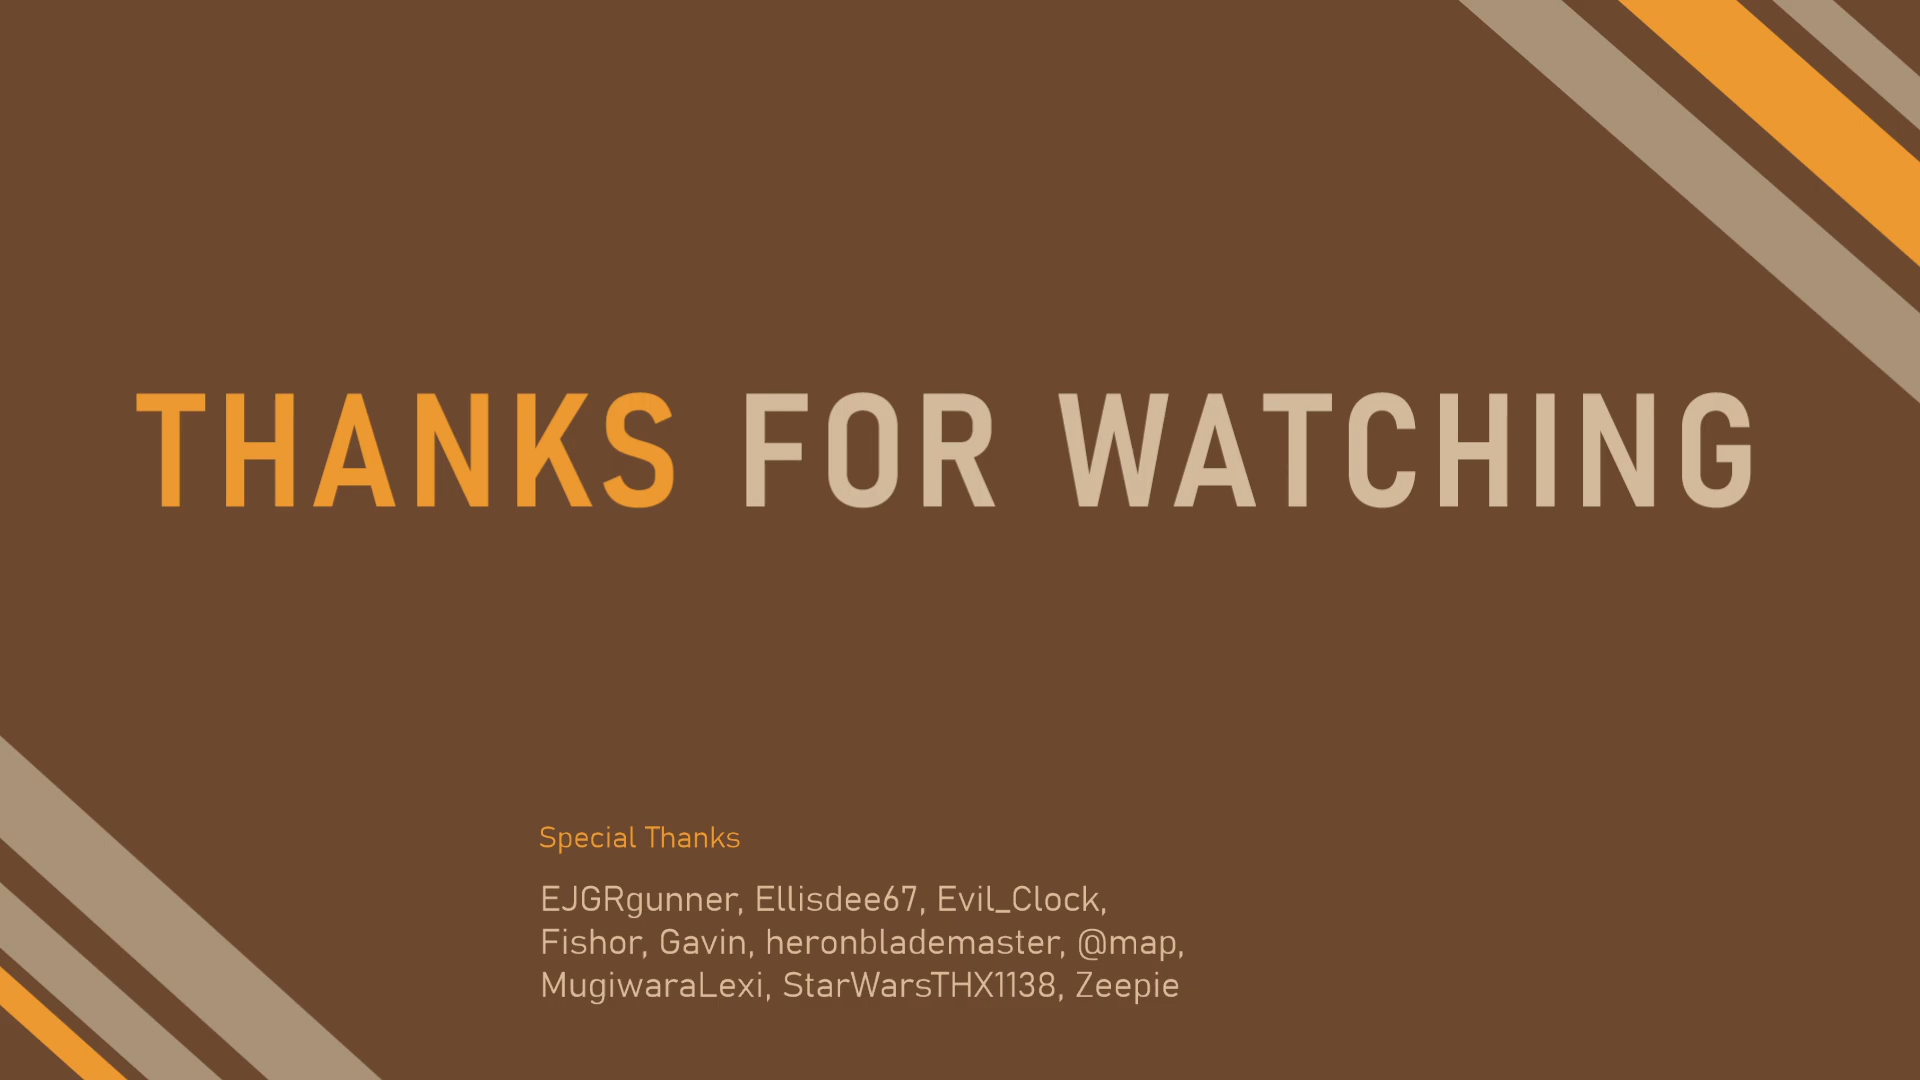 THANKS FOR WATCHING
Special Thanks
EJGRgunner, Ellisdee67, Evil_Clock,
Fishor, Gavin, heronblademaster, @map,
MugiwaraLexi, StarWarsTHX1138, Zeepie